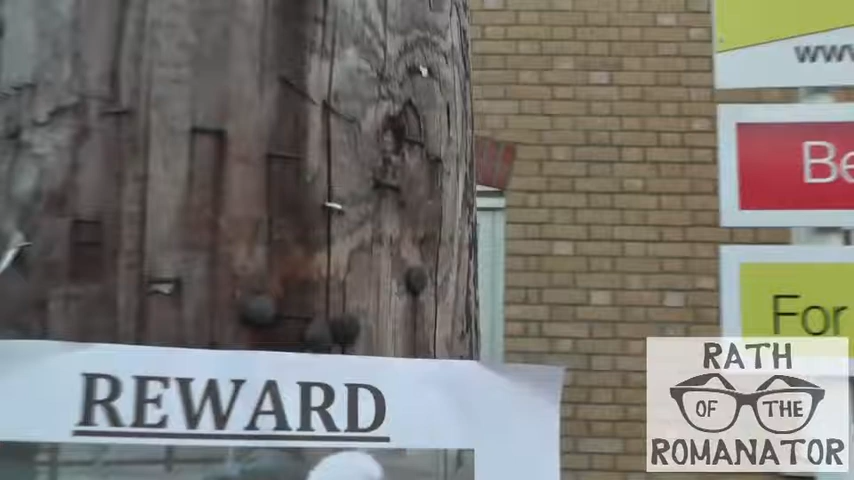 www
Be
For
REWARD
RATH
OF THE
ROMANATOR